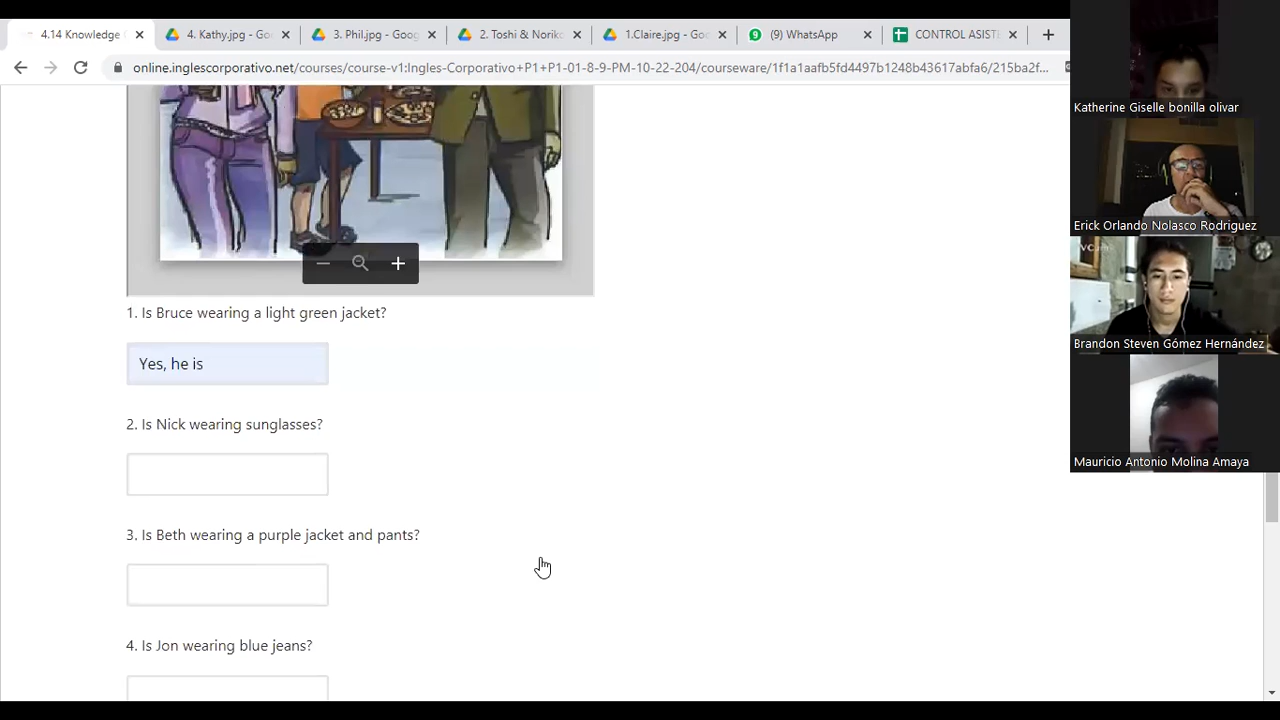 4.14 Knowledge
4. Kathy.jpg - Goo
3. Phil.jpg - Goog
2. Toshi & Noriko
1.Claire.jpg - Goo
(9) WhatsApp
CONTROL ASIST
online.inglescorporativo.net/courses/course-v1:Ingles-Corporativo+P1+P1-01-8-9-PM-10-22-204/courseware/1f1a1aafb5fd4497b1248b43617abfa6/215ba2f...
1. Is Bruce wearing a light green jacket?
Yes, he is
2. Is Nick wearing sunglasses?
3. Is Beth wearing a purple jacket and pants?
4. Is Jon wearing blue jeans?
Katherine Giselle bonilla olivar
Erick Orlando Nolasco Rodriguez
Brandon Steven Gómez Hernández
Mauricio Antonio Molina Amaya